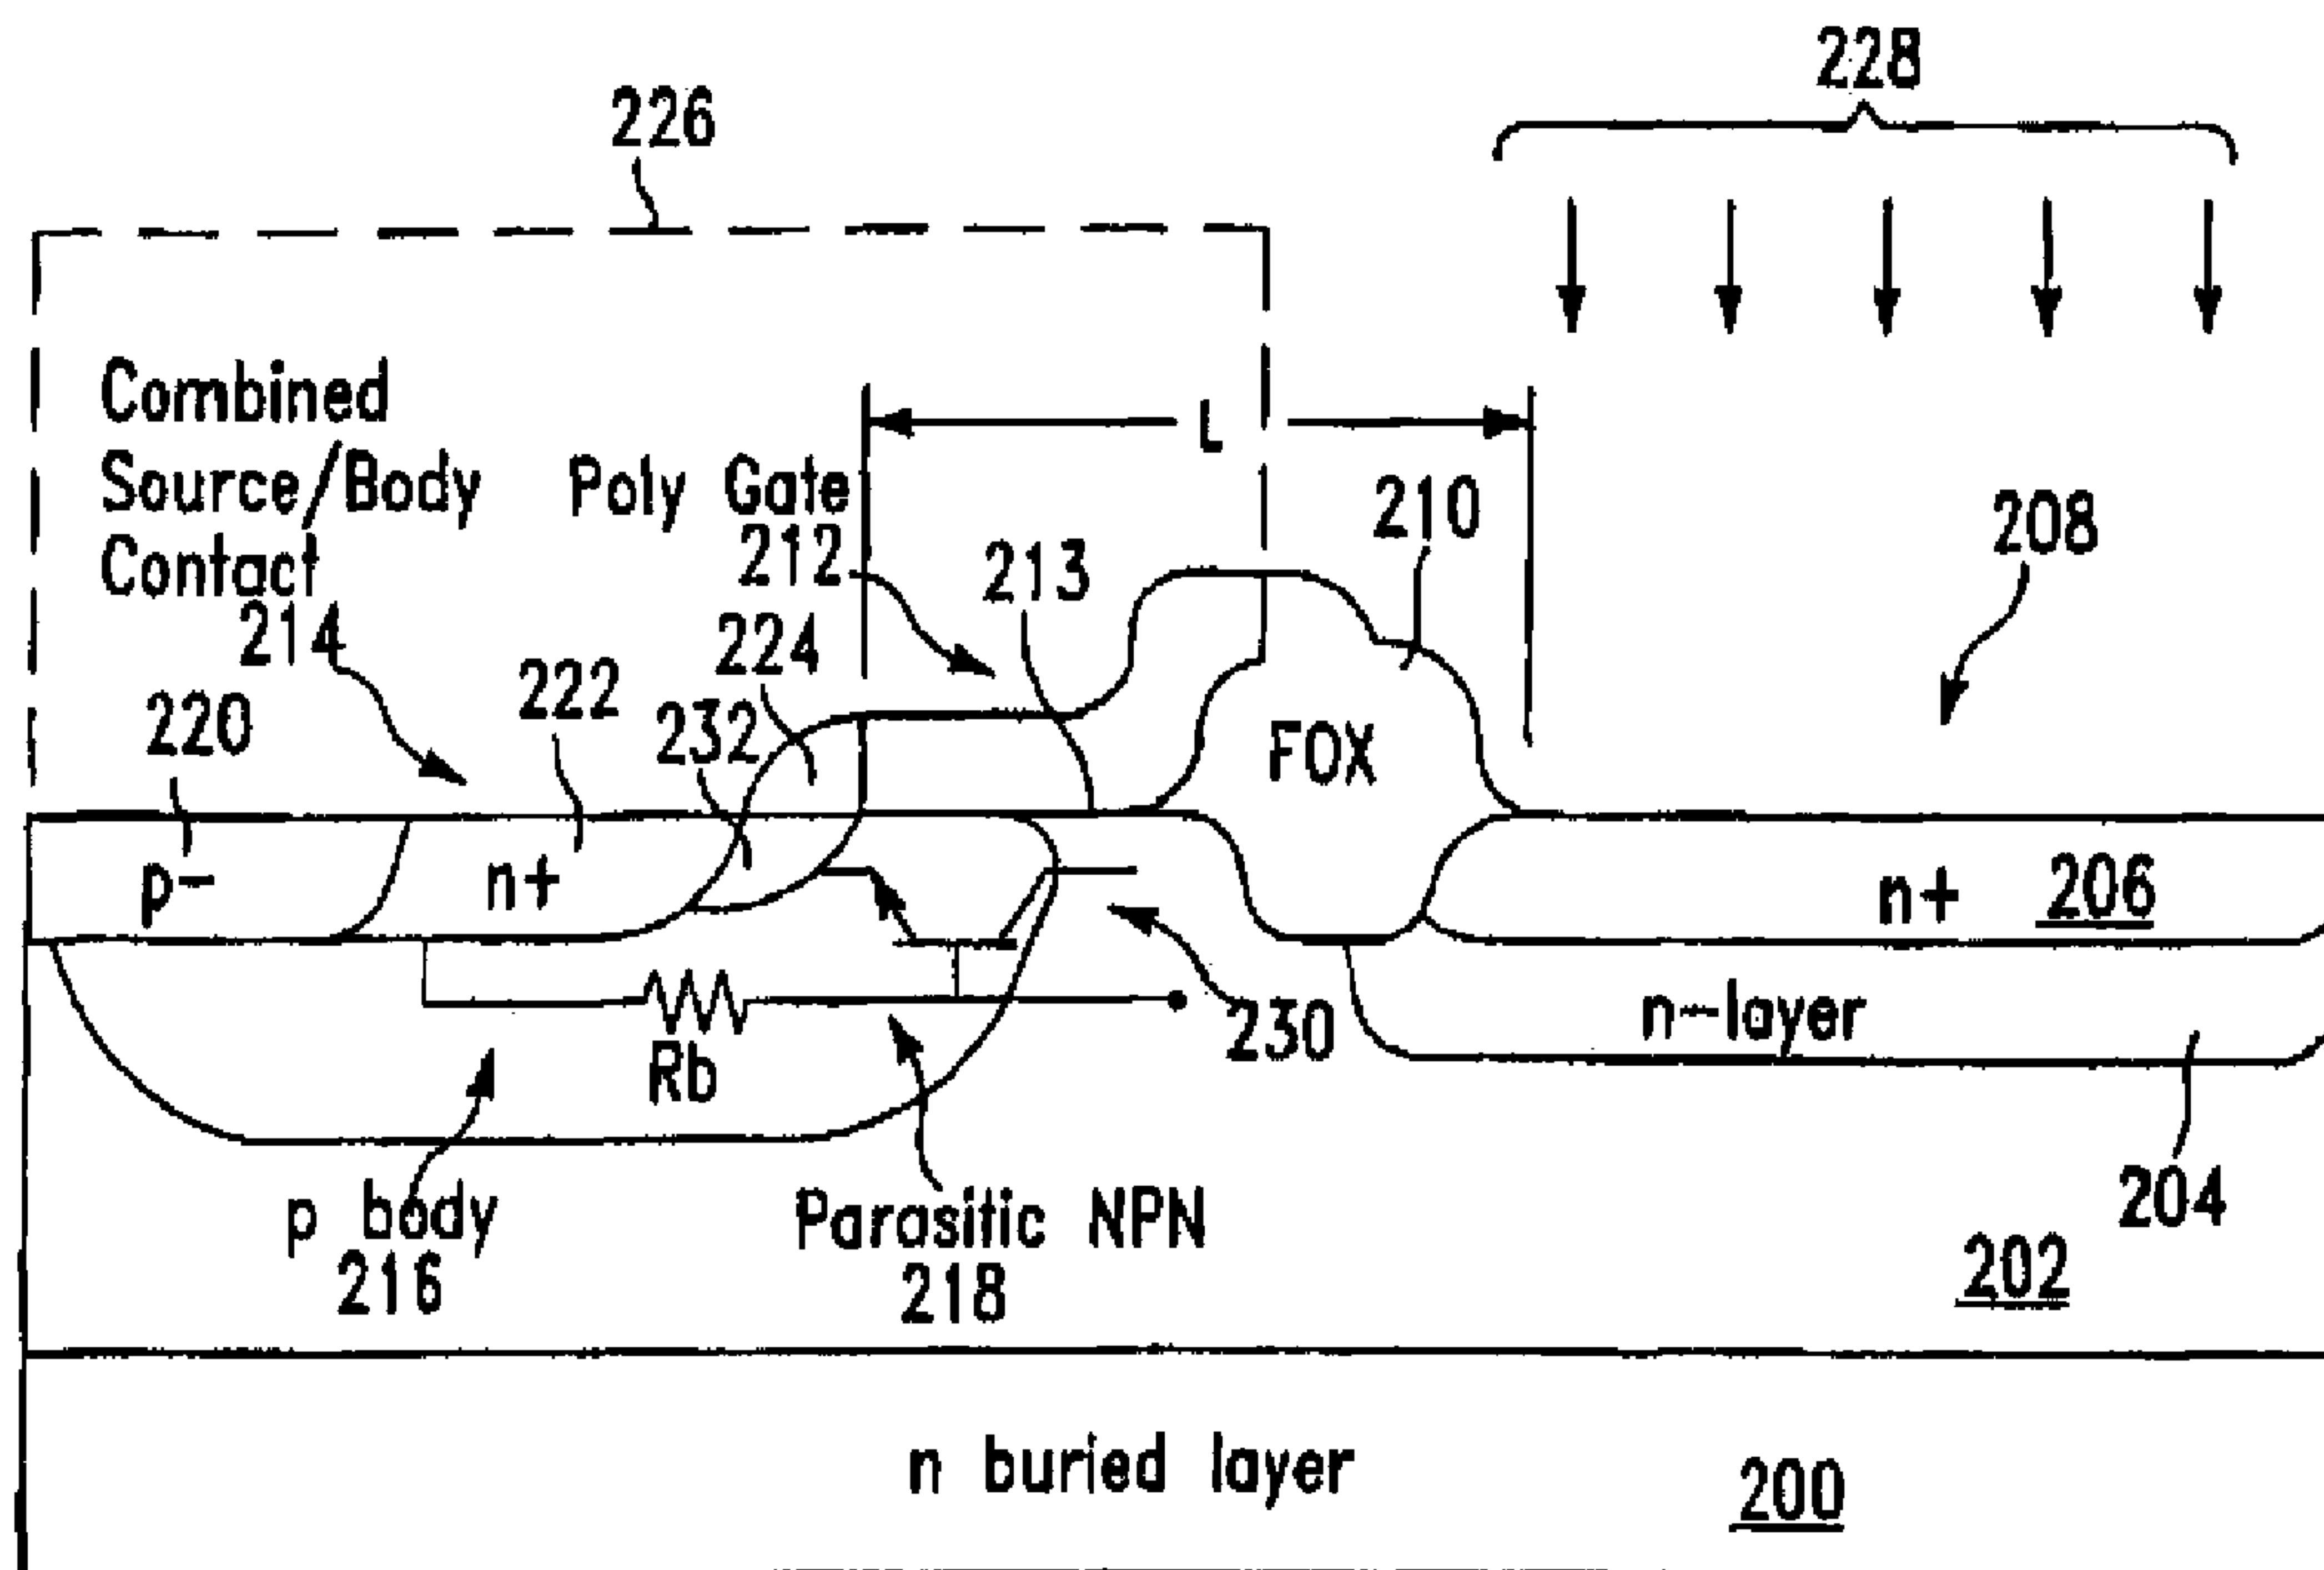 228
226
Combined
Source/Body
Contact
214
Poly Gate
212
L
213
210
208
224
222
232
220
FOX
p-
n+
n+ 206
n-layer
Rb
230
204
p body
216
Parasitic NPN
218
202
n buried layer
200